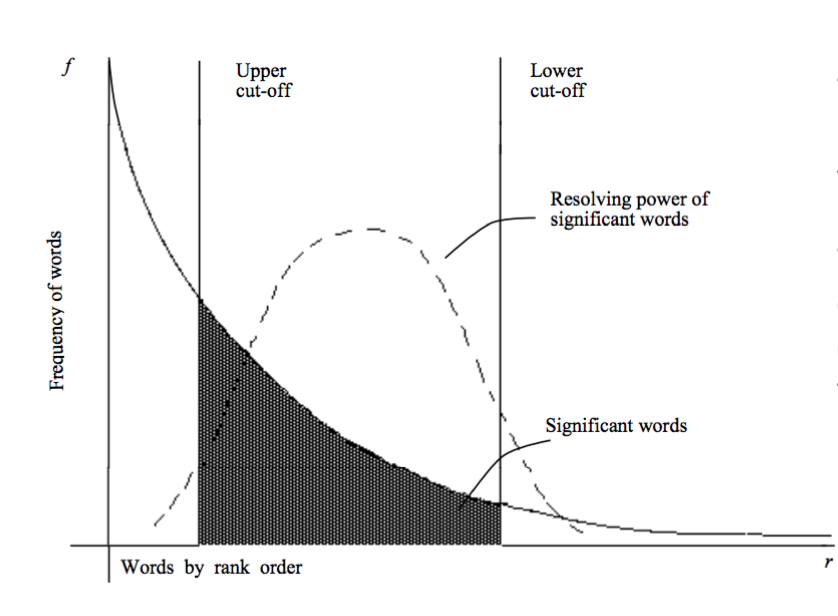 f
Upper
cut-off
Lower
cut-off
Resolving power of
significant words
Frequency of words
Significant words
Words by rank order
r